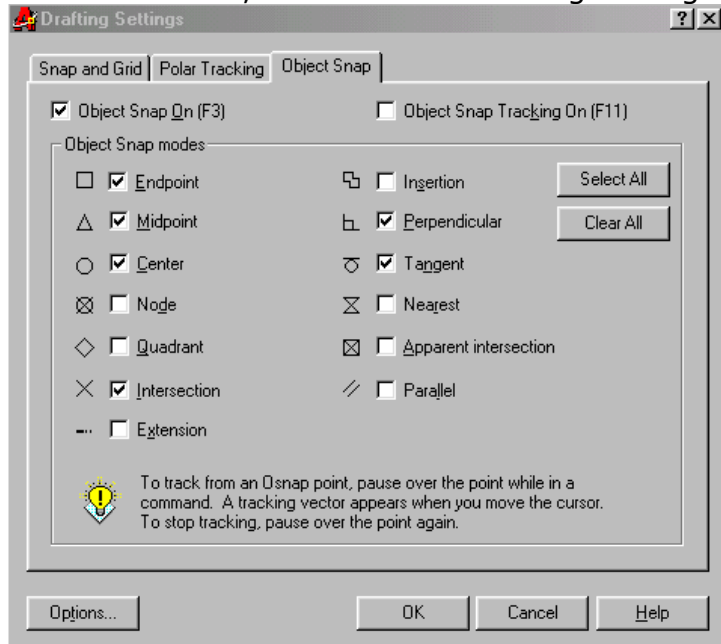 Drafting Settings
Snap and Grid Polar Tracking Object Snap
Object Snap On (F3) Object Snap Tracking On (F11)
Object Snap modes
Endpoint Insertion Select All
Midpoint Perpendicular Clear All
Center Tangent
Node Nearest
Quadrant Apparent intersection
Intersection Parallel
Extension
To track from an Osnap point, pause over the point while in a
command. A tracking vector appears when you move the cursor.
To stop tracking, pause over the point again.
Options... OK Cancel Help